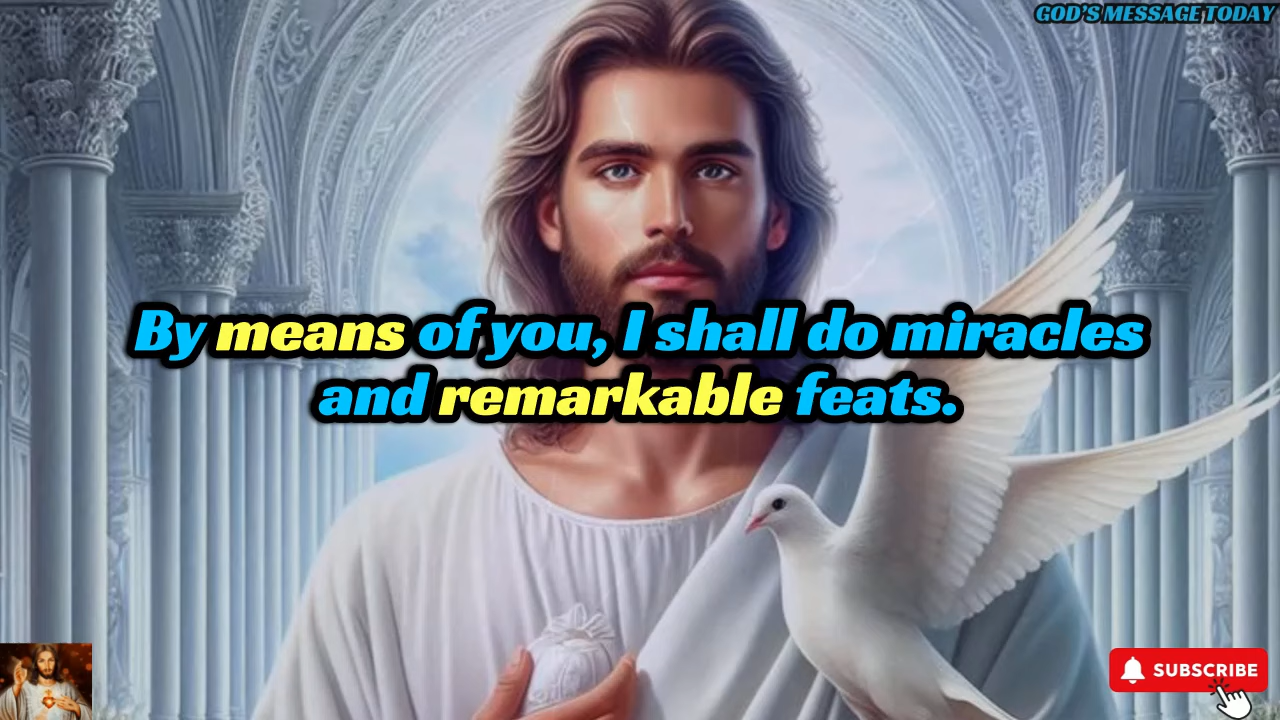 GOD'S MESSAGE TODAY
By means of you, I shall do miracles
and remarkable feats.
SUBSCRIBE